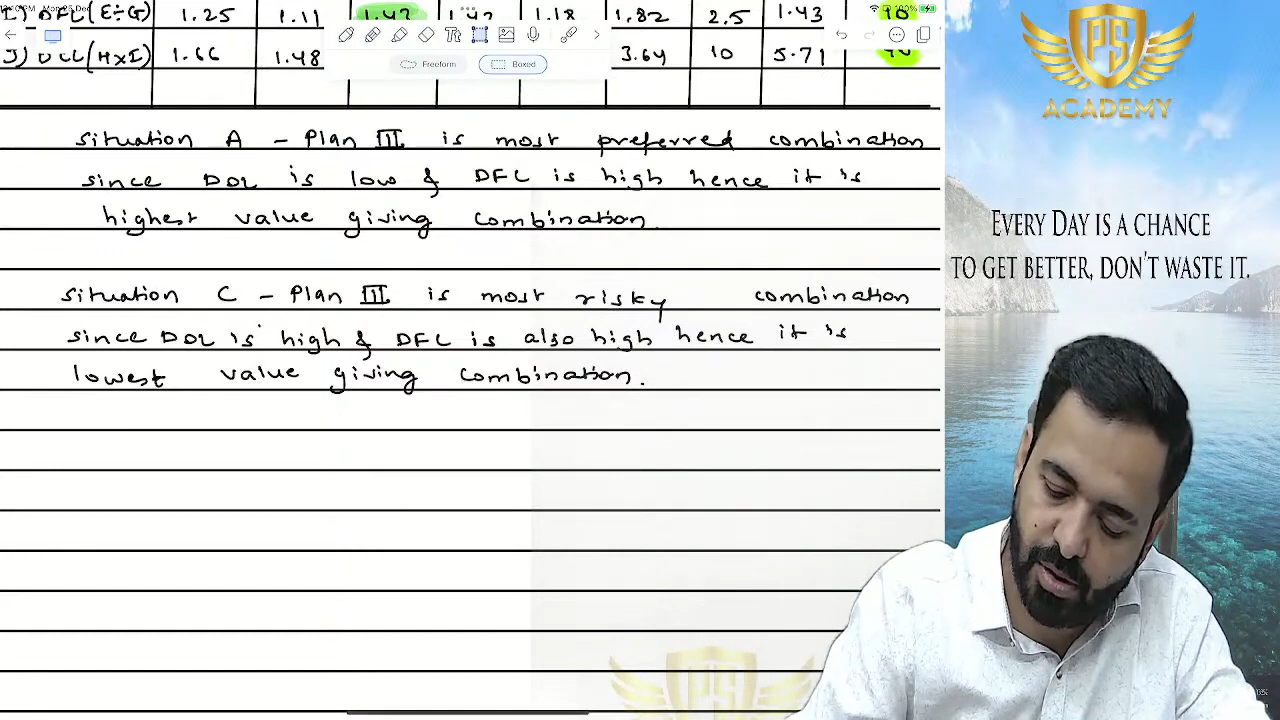 I) DFL (E÷G) 1.25 1.11 1.42 1.42 1.18 1.82 2.5 1.43 10
J) DCL (H×I) 1.66 1.48 3.64 10 5.71
Freeform Boxed
situation A - Plan III is most preferred combination
since DOL is low & DFL is high hence it is
highest value giving combination.
situation C - Plan III is most risky combination
since DOL is high & DFL is also high hence it is
lowest value giving combination.
PS
ACADEMY
EVERY DAY IS A CHANCE
TO GET BETTER, DON'T WASTE IT.